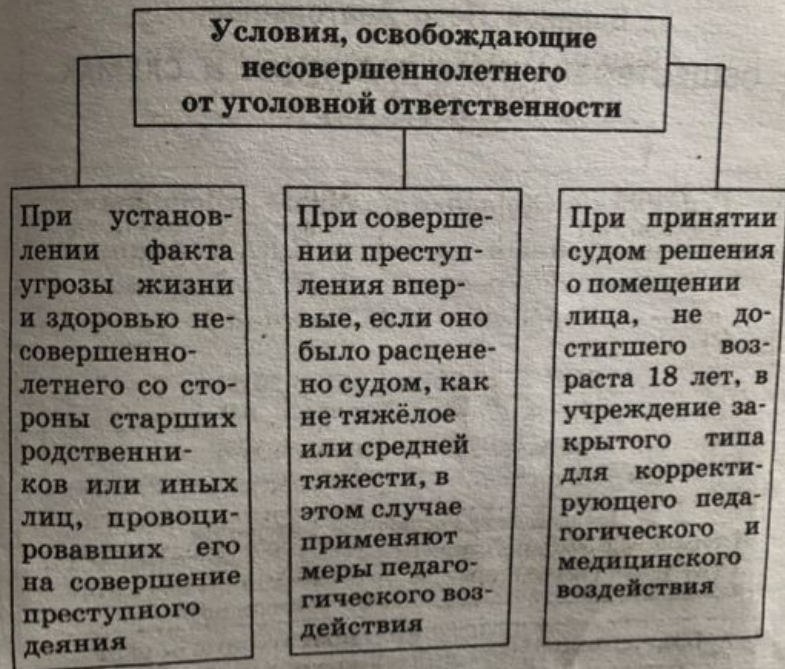 Условия, освобождающие
несовершеннолетнего
от уголовной ответственности
При установ-
лении факта
угрозы жизни
и здоровью не-
совершенно-
летнего со сто-
роны старших
родственни-
ков или иных
лиц, провоци-
ровавших его
на совершение
преступного
деяния
При соверше-
нии преступ-
ления впер-
вые, если оно
было расцене-
но судом, как
не тяжёлое
или средней
тяжести, в
этом случае
применяют
меры педаго-
гического воз-
действия
При принятии
судом решения
о помещении
лица, не до-
стигшего воз-
раста 18 лет, в
учреждение за-
крытого типа
для корректи-
рующего педа-
гогического и
медицинского
воздействия